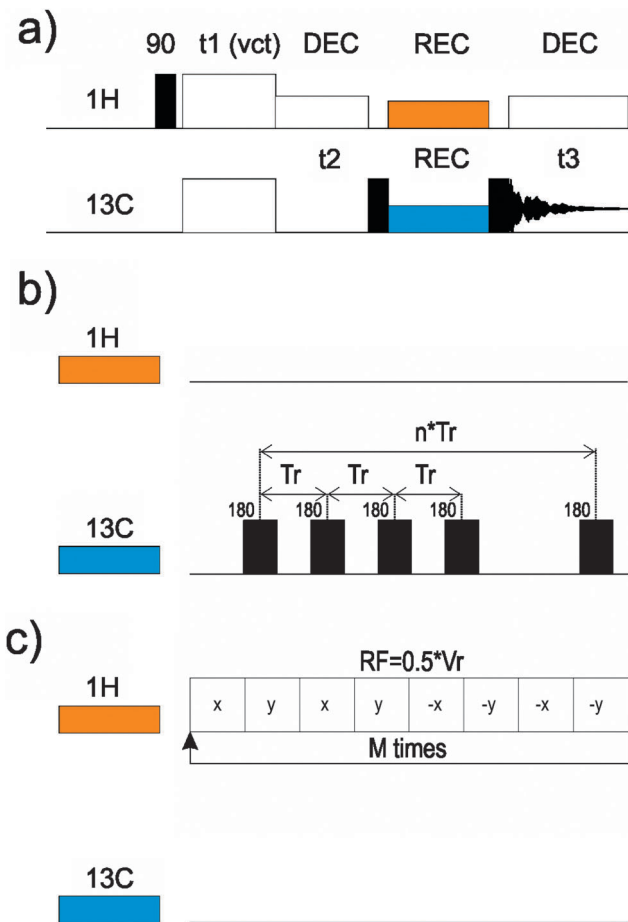 a)
90 t1 (vct) DEC REC DEC
1H
t2 REC t3
13C
b)
1H
n*Tr
Tr Tr Tr
180 180 180 180 180
13C
c)
RF=0.5*Vr
1H
x y x y -x -y -x -y
M times
13C